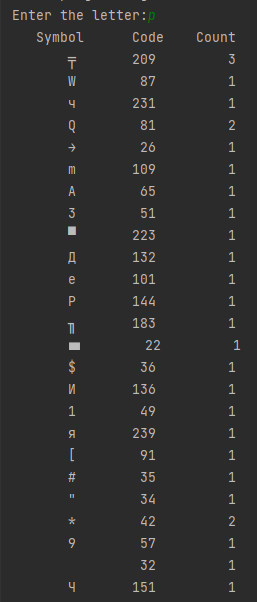 Enter the letter:p
Symbol Code Count
╤ 209 3
W 87 1
ч 231 1
Q 81 2
→ 26 1
m 109 1
A 65 1
3 51 1
▀ 223 1
Д 132 1
e 101 1
Р 144 1
╖ 183 1
▬ 22 1
$ 36 1
И 136 1
1 49 1
я 239 1
[ 91 1
# 35 1
" 34 1
* 42 2
9 57 1
32 1
Ч 151 1